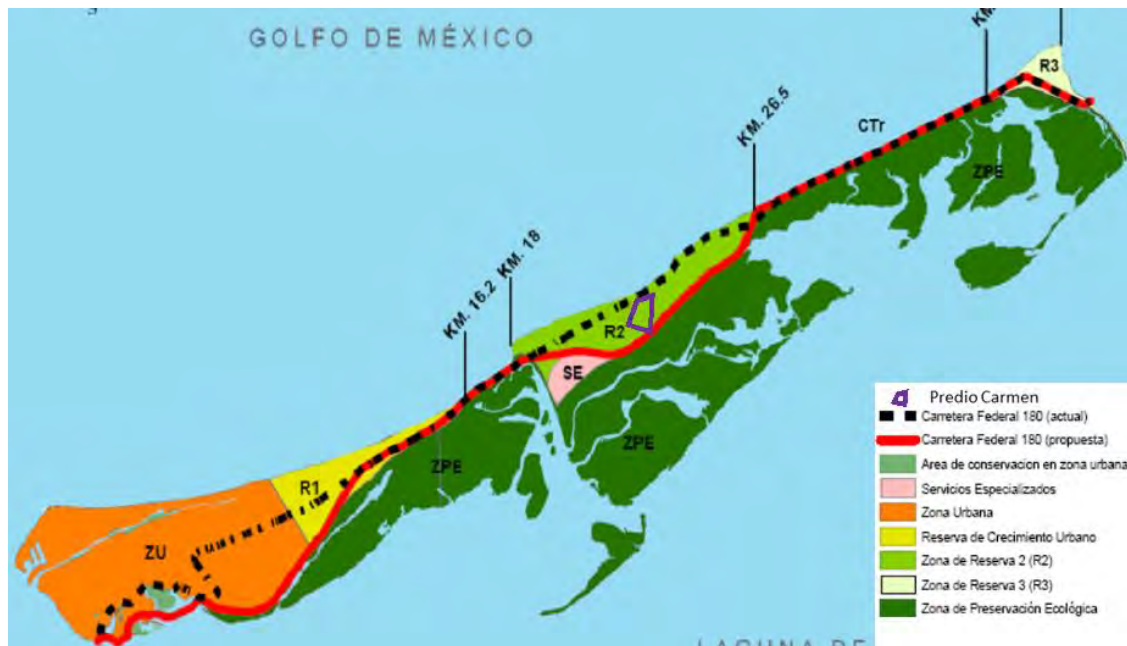 GOLFO DE MÉXICO
R3
KM. 26.5
CTr
ZPE
KM. 18
KM. 16.2
R2
SE
ZPE
ZPE
R1
ZU
Predio Carmen
Carretera Federal 180 (actual)
Carretera Federal 180 (propuesta)
Area de conservacion en zona urbana
Servicios Especializados
Zona Urbana
Reserva de Crecimiento Urbano
Zona de Reserva 2 (R2)
Zona de Reserva 3 (R3)
Zona de Preservación Ecológica
LAGUNA DE